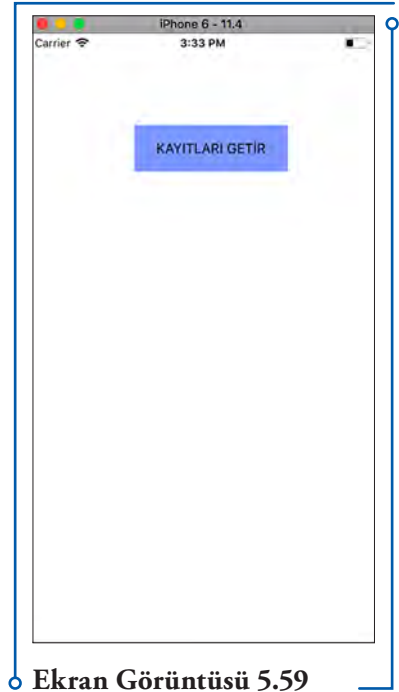 iPhone 6 - 11.4
Carrier 3:33 PM
KAYITLARI GETİR
Ekran Görüntüsü 5.59